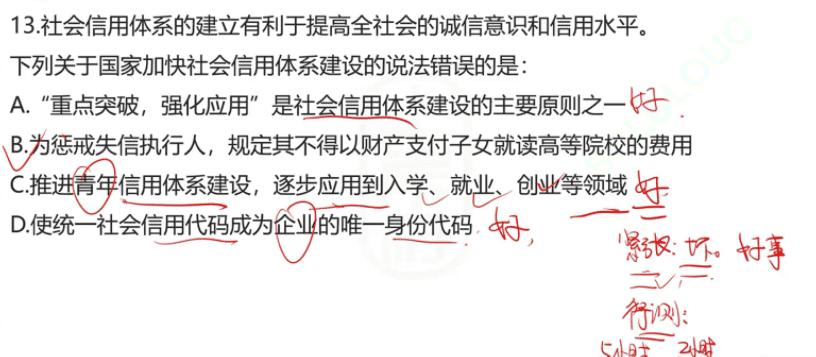 13.社会信用体系的建立有利于提高全社会的诚信意识和信用水平。
下列关于国家加快社会信用体系建设的说法错误的是：
A.“重点突破，强化应用”是社会信用体系建设的主要原则之一 好
B.为惩戒失信执行人，规定其不得以财产支付子女就读高等院校的费用
C.推进青年信用体系建设，逐步应用到入学、就业、创业等领域 好
D.使统一社会信用代码成为企业的唯一身份代码 好
坏。 好事
行测：
5小时 2小时